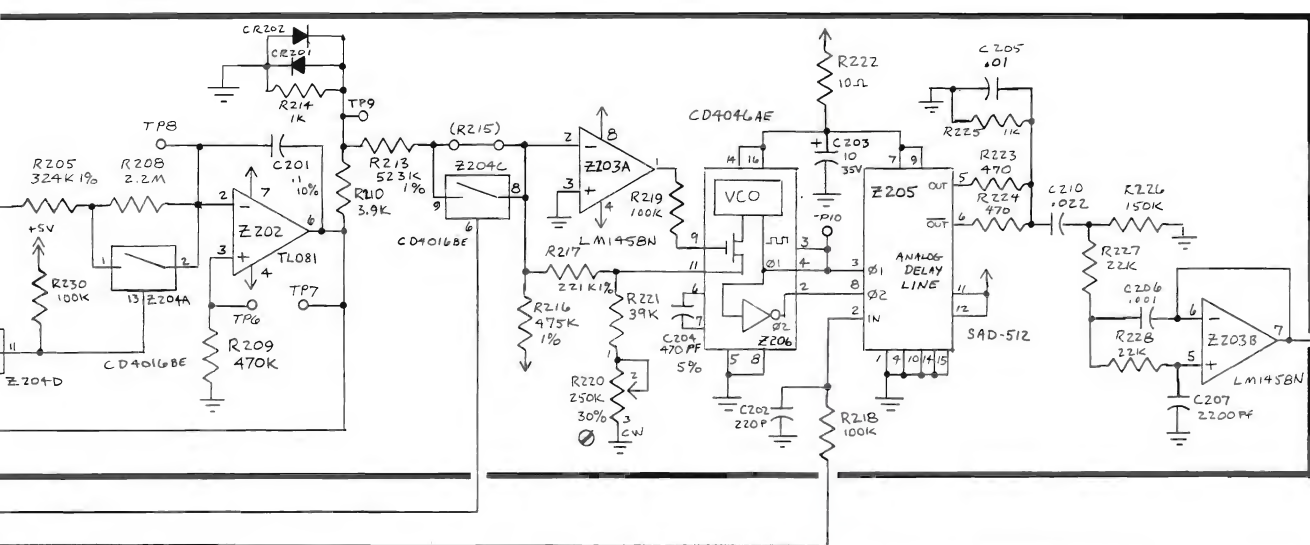 CR202
CR201
R214
1K
TP9
TP8
R205
324K 1%
R208
2.2M
C201
.1
10%
R210
3.9K
+5V
R230
100K
1
2
13
Z204A
CD4016BE
11
Z204D
2
3
7
4
6
Z202
TL081
TP6
TP7
R209
470K
R213
523K
1%
(R215)
Z204C
9
8
6
CD4016BE
2
3
8
1
4
Z203A
LM1458N
R219
100K
R217
221K 1%
R216
475K
1%
R221
39K
1
2
3
R220
250K
30%
CW
CD4046AE
14
16
VCO
9
11
3
Ø1
4
6
7
C204
470 PF
5%
2
Ø2
Z206
5
8
R222
10Ω
+
C203
10
35V
-P10
7
9
Z205
OUT
5
OUT
6
ANALOG
DELAY
LINE
3
Ø1
8
Ø2
2
IN
11
12
1
4
10
14
15
SAD-512
C202
220P
R218
100K
C205
.01
R225
1K
R223
470
R224
470
C210
.022
R226
150K
R227
22K
C206
.001
R228
22K
6
5
7
Z203B
LM1458N
C207
2200 PF